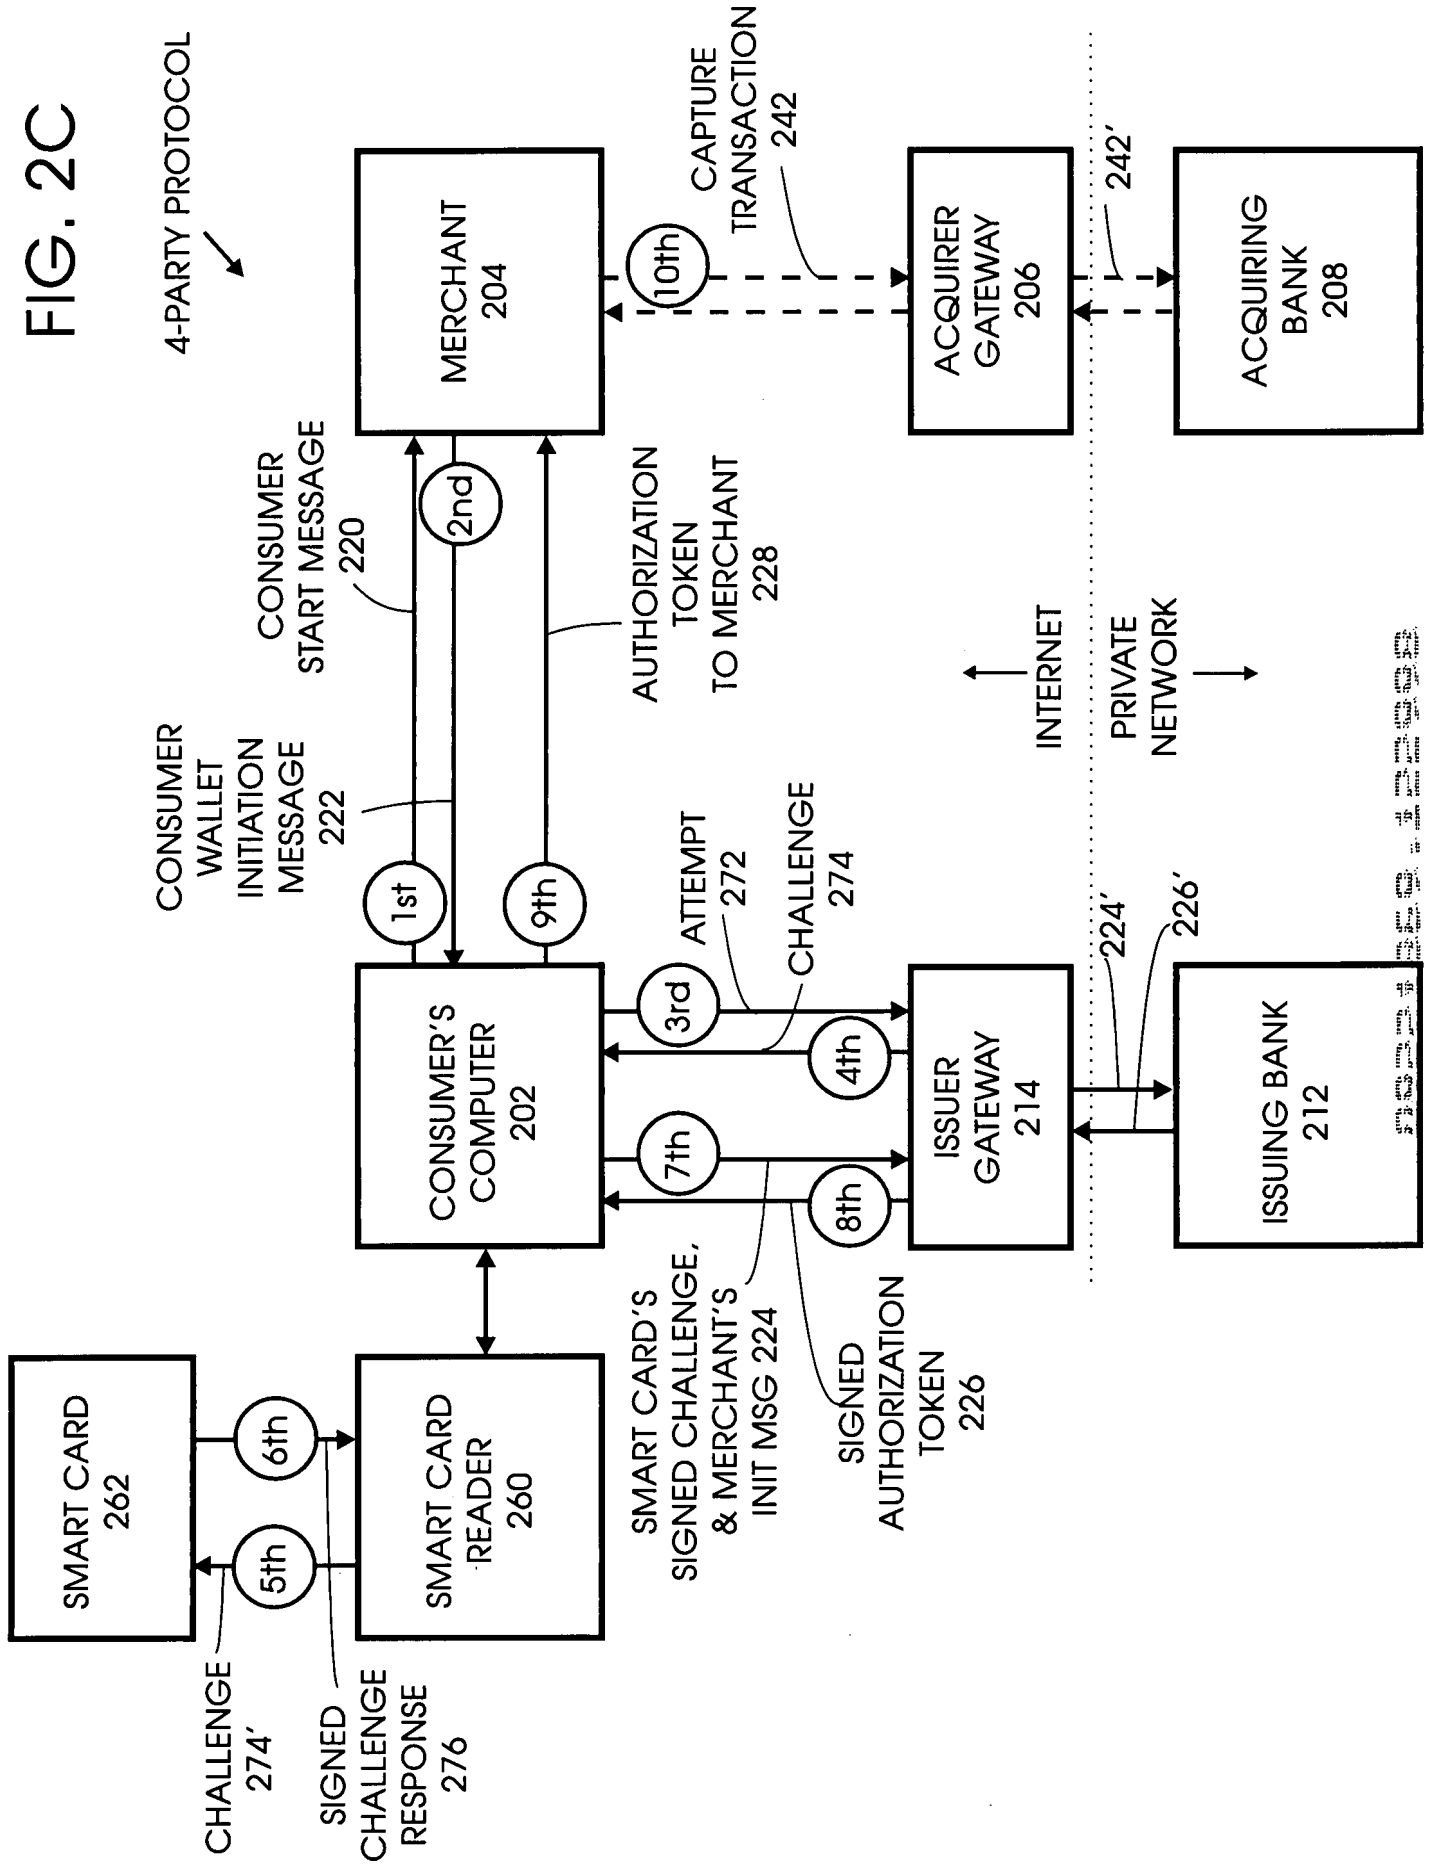 FIG. 2C
4-PARTY PROTOCOL
SMART CARD
262
CHALLENGE
274'
5th
6th
SIGNED
CHALLENGE
RESPONSE
276
SMART CARD
READER
260
CONSUMER
WALLET
INITIATION
MESSAGE
222
CONSUMER
START MESSAGE
220
CONSUMER'S
COMPUTER
202
1st
2nd
9th
MERCHANT
204
AUTHORIZATION
TOKEN
TO MERCHANT
228
SMART CARD'S
SIGNED CHALLENGE,
& MERCHANT'S
INIT MSG 224
7th
8th
3rd
4th
ATTEMPT
272
CHALLENGE
274
SIGNED
AUTHORIZATION
TOKEN
226
10th
CAPTURE
TRANSACTION
242
ISSUER
GATEWAY
214
ACQUIRER
GATEWAY
206
INTERNET
PRIVATE
NETWORK
224'
226'
242'
ISSUING BANK
212
ACQUIRING
BANK
208